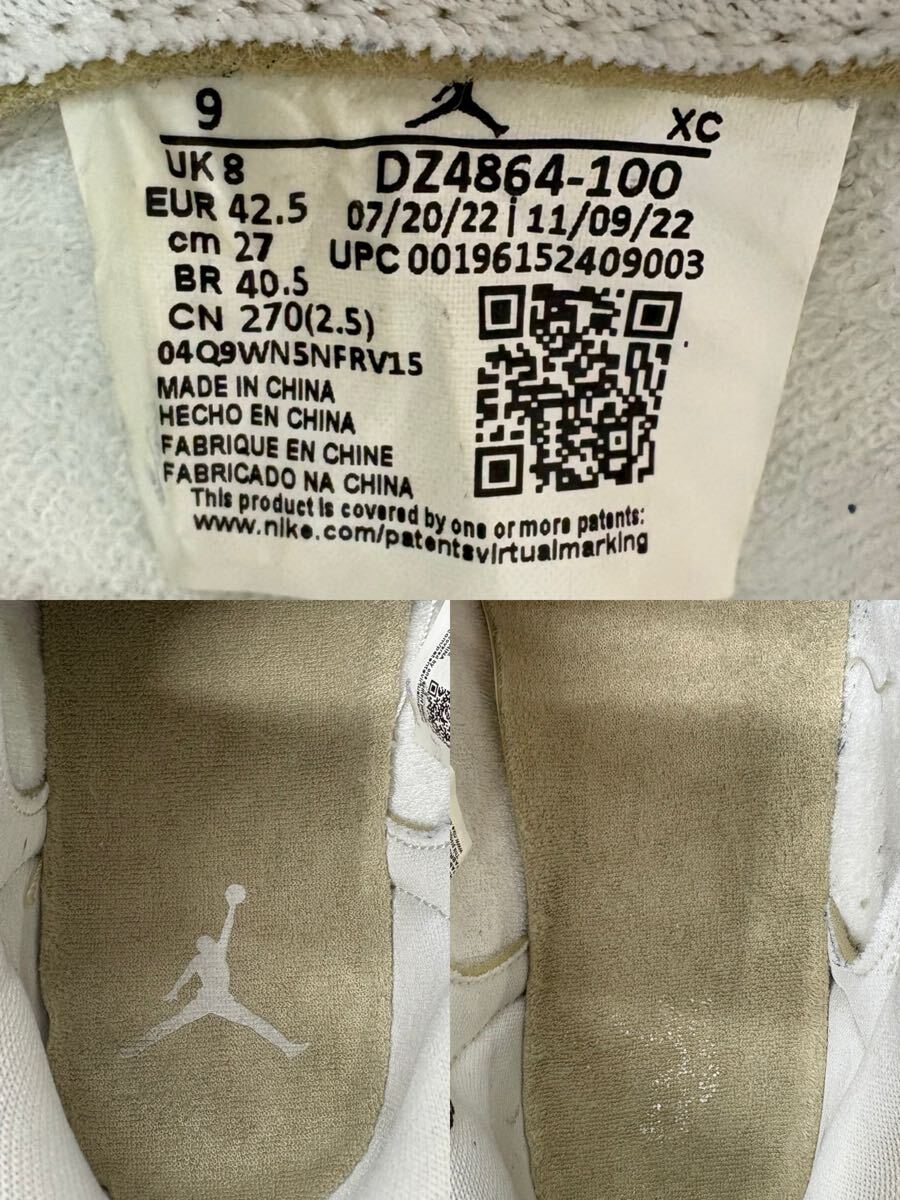 9
XC
UK 8
DZ4864-100
EUR 42.5
07/20/22 | 11/09/22
cm 27
UPC 00196152409003
BR 40.5
CN 270(2.5)
04Q9WN5NFRV15
MADE IN CHINA
HECHO EN CHINA
FABRIQUE EN CHINE
FABRICADO NA CHINA
This product is covered by one or more patents:
www.nike.com/patentsvirtualmarking